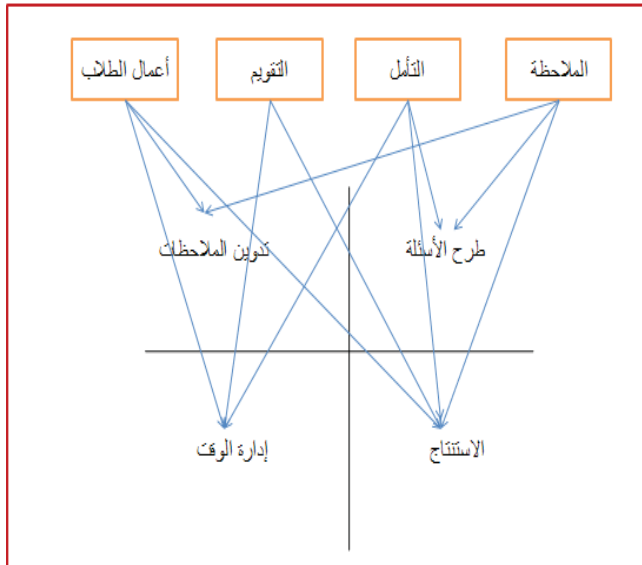 الملاحظة
التأمل
التقويم
أعمال الطلاب
طرح الأسئلة
تدوين الملاحظات
الاستنتاج
إدارة الوقت